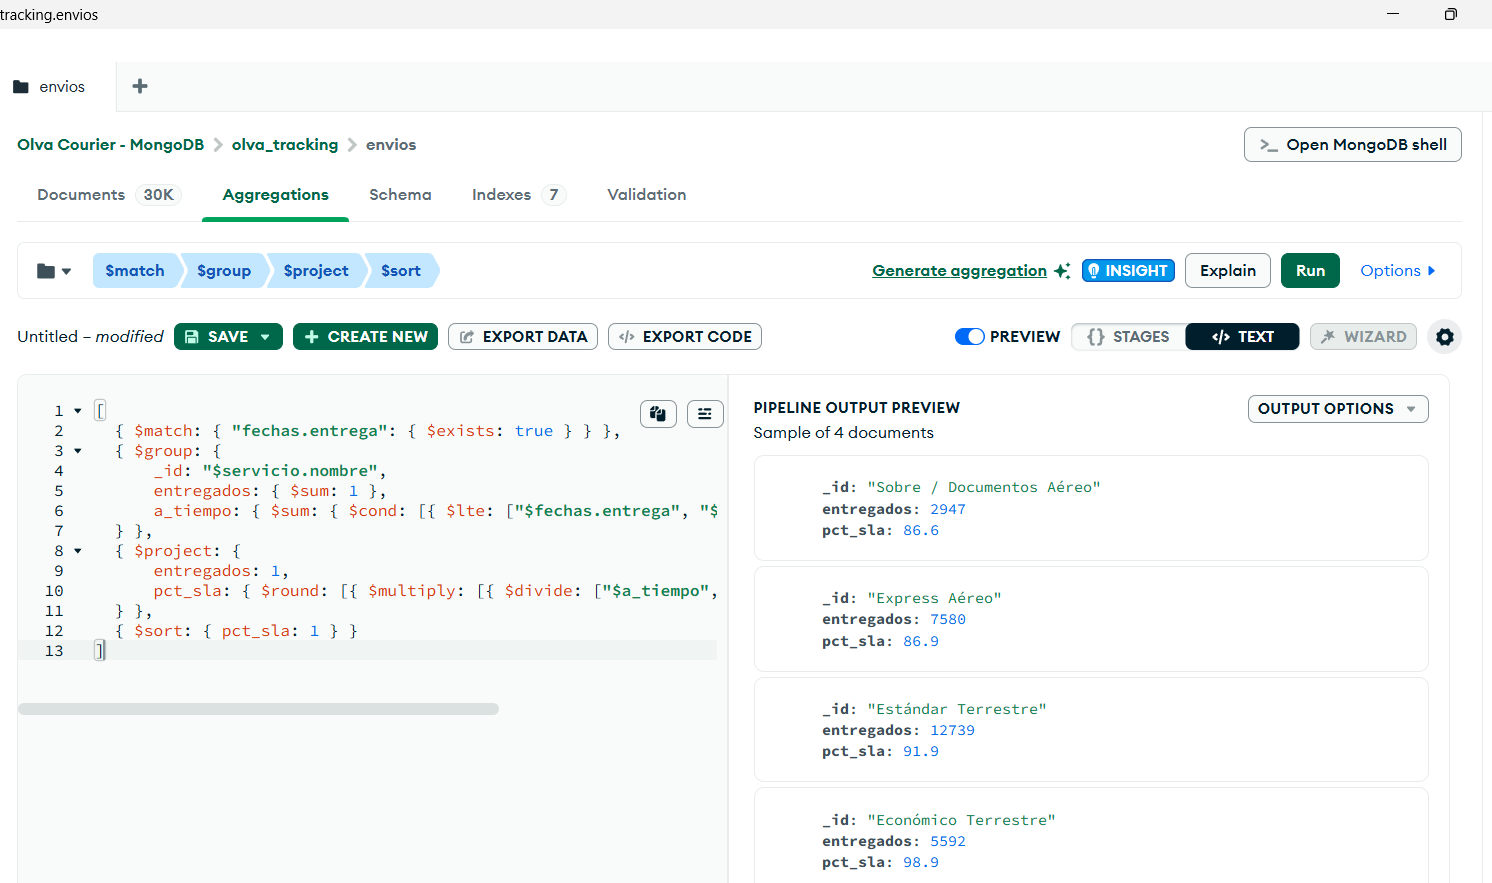 tracking.envios
envios
Olva Courier - MongoDB > olva_tracking > envios
>_ Open MongoDB shell
Documents 30K Aggregations Schema Indexes 7 Validation
$match $group $project $sort
Generate aggregation INSIGHT Explain Run Options
Untitled – modified SAVE + CREATE NEW EXPORT DATA </> EXPORT CODE
PREVIEW {} STAGES </> TEXT WIZARD
1 [
2 { $match: { "fechas.entrega": { $exists: true } } },
3 { $group: {
4 _id: "$servicio.nombre",
5 entregados: { $sum: 1 },
6 a_tiempo: { $sum: { $cond: [{ $lte: ["$fechas.entrega", "$
7 } },
8 { $project: {
9 entregados: 1,
10 pct_sla: { $round: [{ $multiply: [{ $divide: ["$a_tiempo",
11 } },
12 { $sort: { pct_sla: 1 } }
13 ]
PIPELINE OUTPUT PREVIEW
Sample of 4 documents
OUTPUT OPTIONS
_id: "Sobre / Documentos Aéreo"
entregados: 2947
pct_sla: 86.6
_id: "Express Aéreo"
entregados: 7580
pct_sla: 86.9
_id: "Estándar Terrestre"
entregados: 12739
pct_sla: 91.9
_id: "Económico Terrestre"
entregados: 5592
pct_sla: 98.9